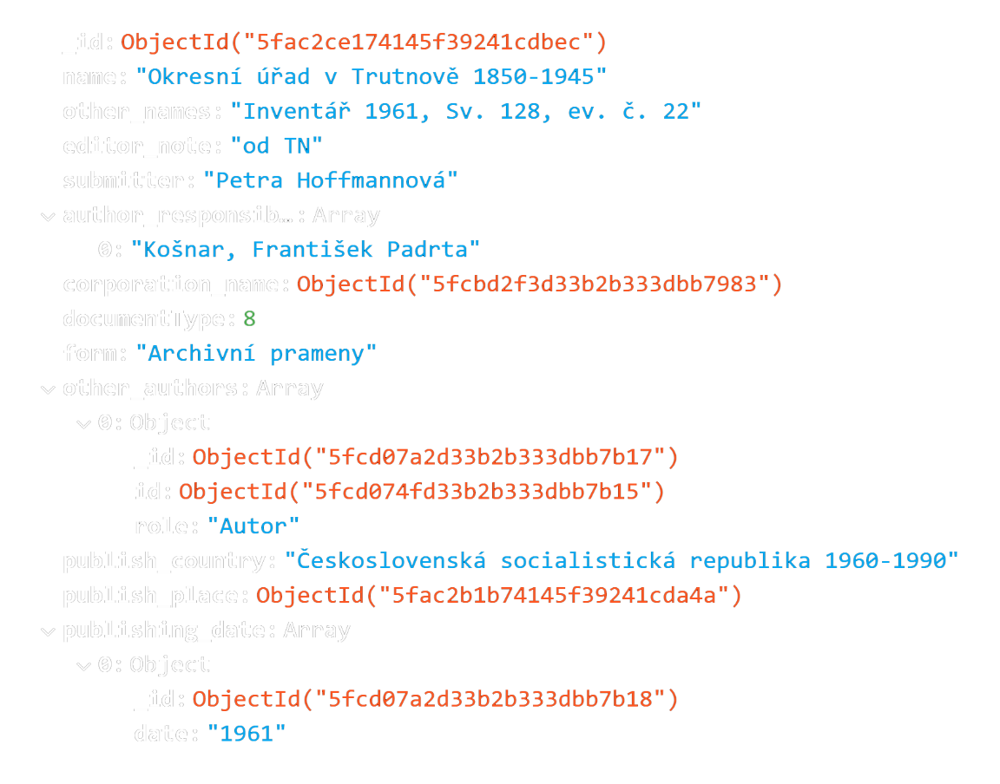 _id: ObjectId("5fac2ce174145f39241cdbec")
name: "Okresní úřad v Trutnově 1850-1945"
other_names: "Inventář 1961, Sv. 128, ev. č. 22"
editor_note: "od TN"
submitter: "Petra Hoffmannová"
author_responsib…: Array
0: "Košnar, František Padrta"
corporation_name: ObjectId("5fcbd2f3d33b2b333dbb7983")
documentType: 8
form: "Archivní prameny"
other_authors: Array
0: Object
_id: ObjectId("5fcd07a2d33b2b333dbb7b17")
id: ObjectId("5fcd074fd33b2b333dbb7b15")
role: "Autor"
publish_country: "Československá socialistická republika 1960-1990"
publish_place: ObjectId("5fac2b1b74145f39241cda4a")
publishing_date: Array
0: Object
_id: ObjectId("5fcd07a2d33b2b333dbb7b18")
date: "1961"